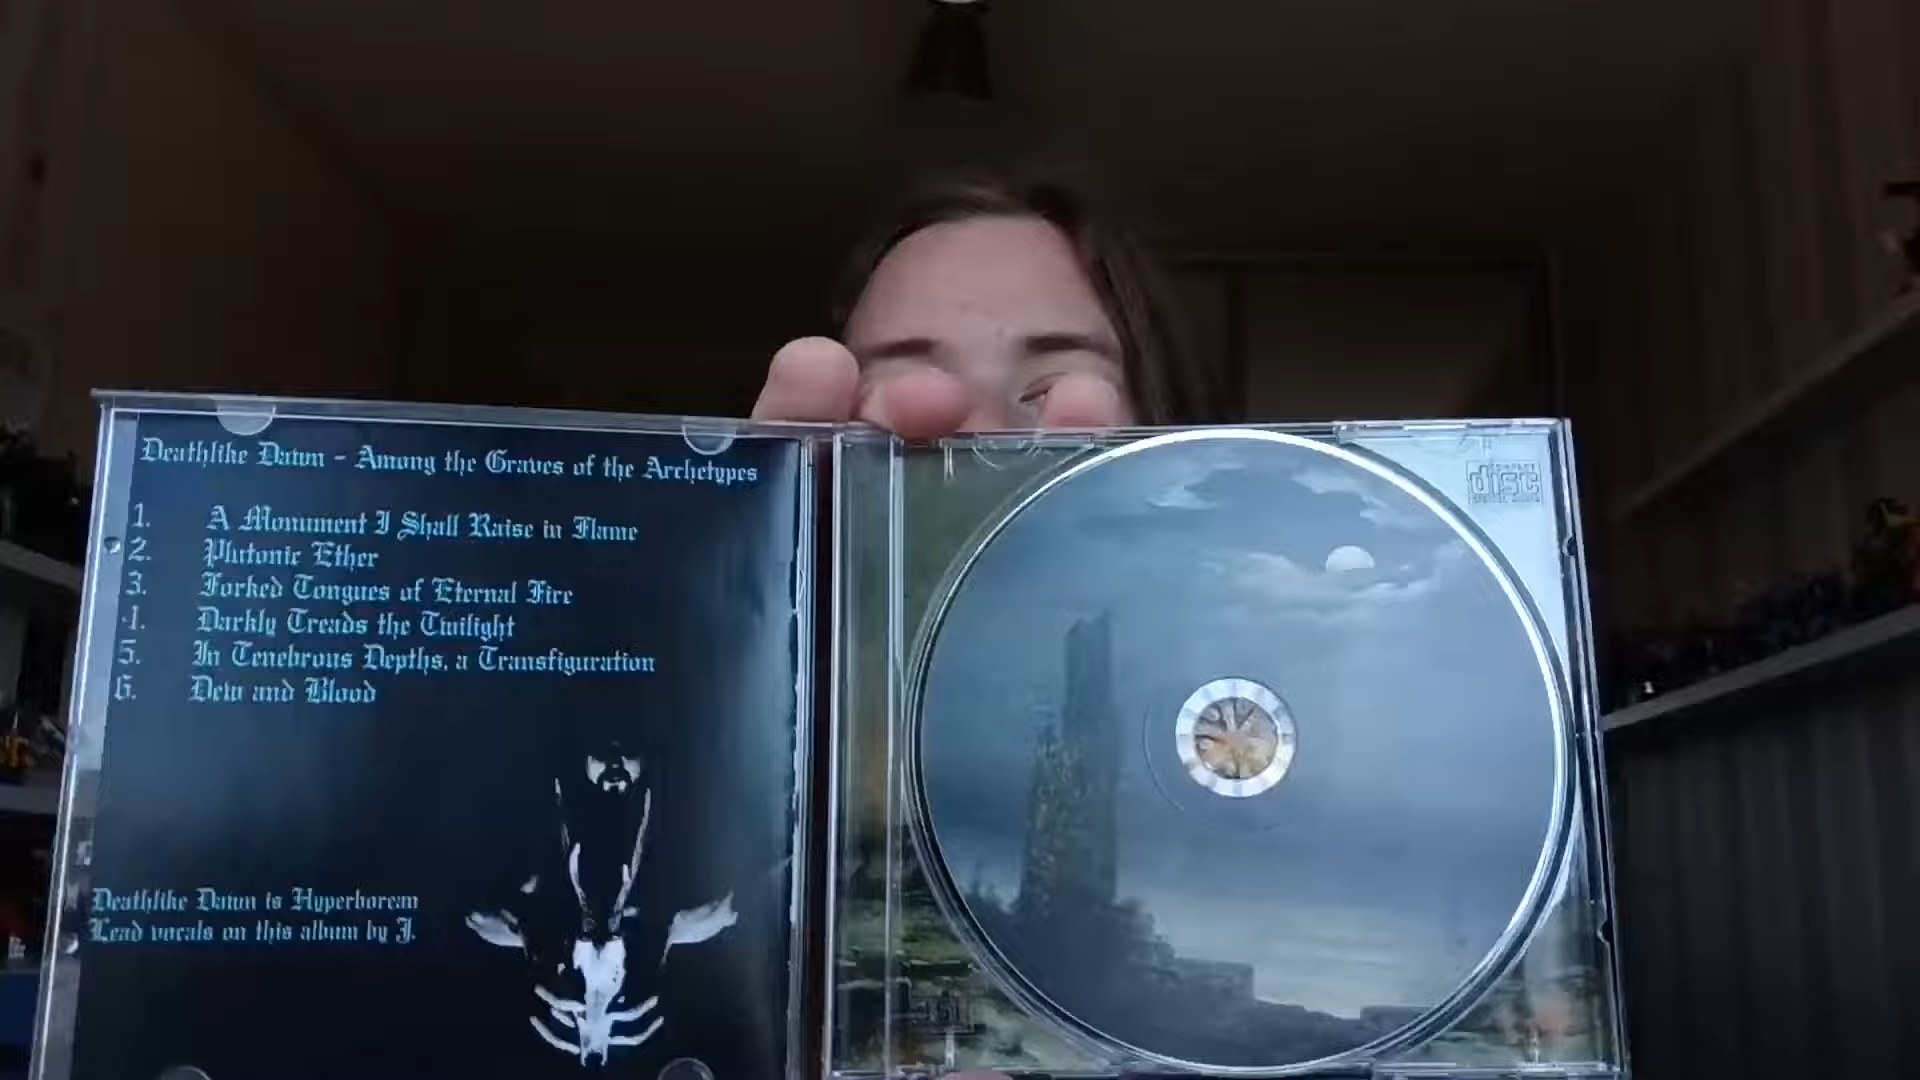 Deathlike Dawn - Among the Graves of the Archetypes
1. A Monument I Shall Raise in Flame
2. Plutonic Ether
3. Forked Tongues of Eternal Fire
4. Darkly Treads the Twilight
5. In Tenebrous Depths, a Transfiguration
6. Dew and Blood
Deathlike Dawn is Hyperborean
Lead vocals on this album by J.
disc